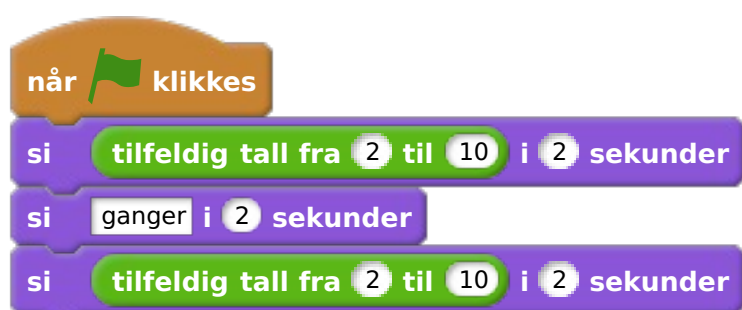 når klikkes
si tilfeldig tall fra 2 til 10 i 2 sekunder
si ganger i 2 sekunder
si tilfeldig tall fra 2 til 10 i 2 sekunder